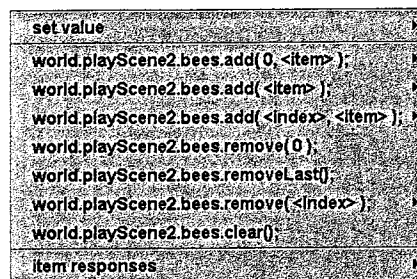 set value
world.playScene2.bees.add( 0, <item> );
world.playScene2.bees.add( <item> );
world.playScene2.bees.add( <index>, <item> );
world.playScene2.bees.remove( 0 );
world.playScene2.bees.removeLast();
world.playScene2.bees.remove( <index> );
world.playScene2.bees.clear();
item responses